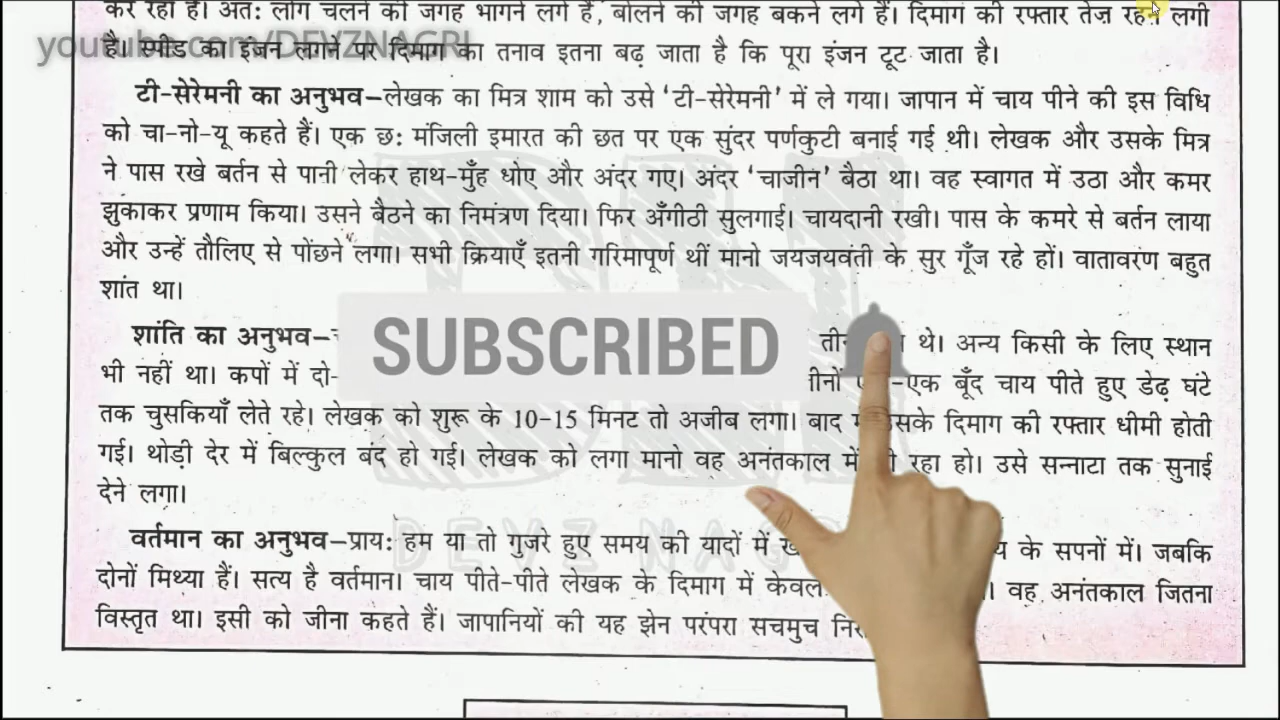 कर रहा है। अतः लोग चलने की जगह भागने लगे हैं, बोलने की जगह बकने लगे हैं। दिमाग की रफ्तार तेज़ रहने लगी
youtube.com/DEVZNAGRI
है। स्पीड का इंजन लगने पर दिमाग का तनाव इतना बढ़ जाता है कि पूरा इंजन टूट जाता है।
टी-सेरेमनी का अनुभव–लेखक का मित्र शाम को उसे ‘टी-सेरेमनी’ में ले गया। जापान में चाय पीने की इस विधि
को चा-नो-यू कहते हैं। एक छः मंजिली इमारत की छत पर एक सुंदर पर्णकुटी बनाई गई थी। लेखक और उसके मित्र
ने पास रखे बर्तन से पानी लेकर हाथ-मुँह धोए और अंदर गए। अंदर ‘चाजीन’ बैठा था। वह स्वागत में उठा और कमर
झुकाकर प्रणाम किया। उसने बैठने का निमंत्रण दिया। फिर अँगीठी सुलगाई। चायदानी रखी। पास के कमरे से बर्तन लाया
और उन्हें तौलिए से पोंछने लगा। सभी क्रियाएँ इतनी गरिमापूर्ण थीं मानो जयजयवंती के सुर गूँज रहे हों। वातावरण बहुत
शांत था।
शांति का अनुभव– थे। अन्य किसी के लिए स्थान
SUBSCRIBED
भी नहीं था। कपों में दो- -एक बूँद चाय पीते हुए डेढ़ घंटे
तक चुसकियाँ लेते रहे। लेखक को शुरू के 10-15 मिनट तो अजीब लगा। बाद उसके दिमाग की रफ्तार धीमी होती
गई। थोड़ी देर में बिल्कुल बंद हो गई। लेखक को लगा मानो वह अनंतकाल में रहा हो। उसे सन्नाटा तक सुनाई
देने लगा।
DEVZ NAG
वर्तमान का अनुभव–प्रायः हम या तो गुजरे हुए समय की यादों में के सपनों में। जबकि
दोनों मिथ्या हैं। सत्य है वर्तमान। चाय पीते-पीते लेखक के दिमाग में केवल वह अनंतकाल जितना
विस्तृत था। इसी को जीना कहते हैं। जापानियों की यह झेन परंपरा सचमुच